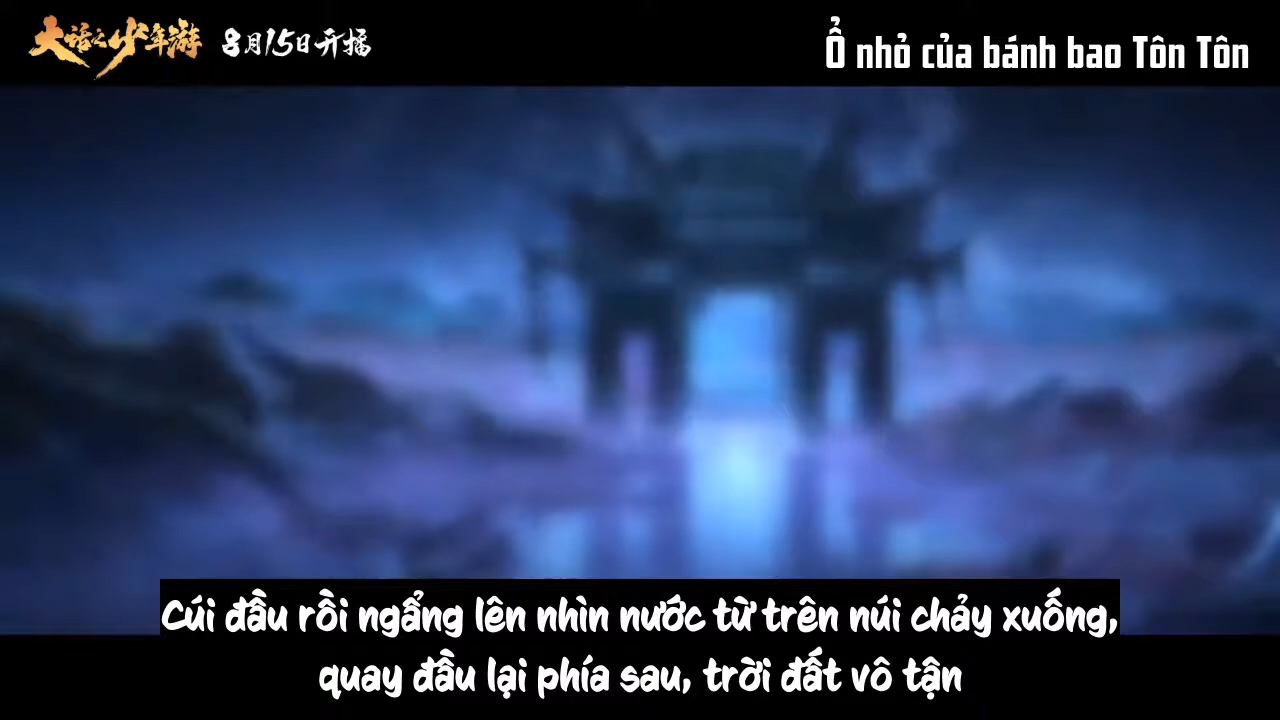 大话之少年游 8月15日开播
Ổ nhỏ của bánh bao Tôn Tôn
Cúi đầu rồi ngẩng lên nhìn nước từ trên núi chảy xuống,
quay đầu lại phía sau, trời đất vô tận